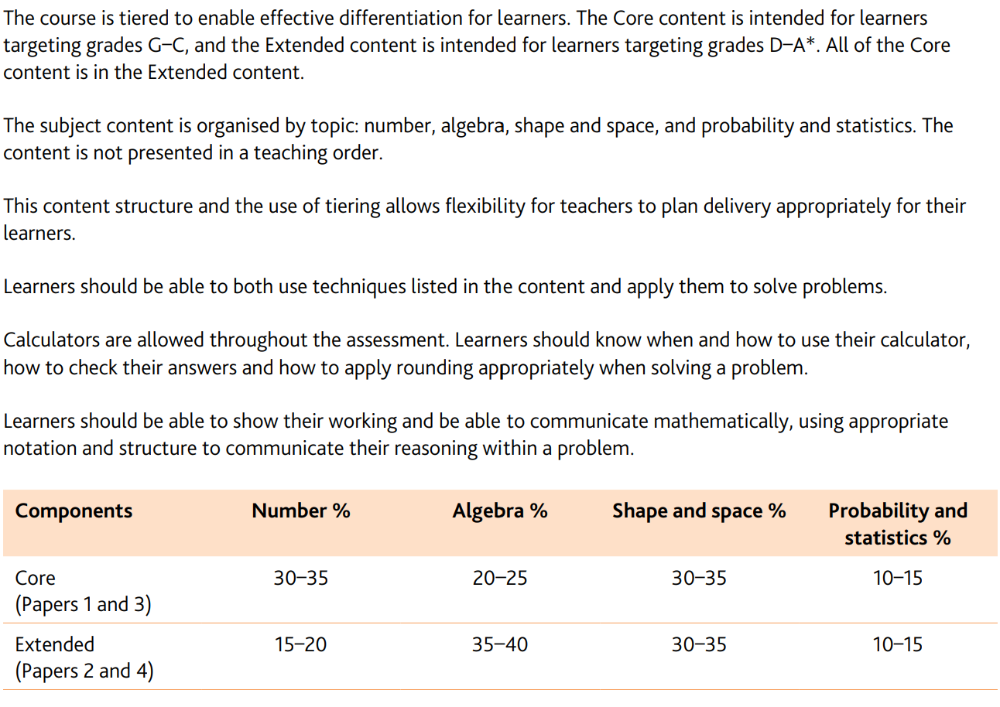 The course is tiered to enable effective differentiation for learners. The Core content is intended for learners
targeting grades G–C, and the Extended content is intended for learners targeting grades D–A*. All of the Core
content is in the Extended content.
The subject content is organised by topic: number, algebra, shape and space, and probability and statistics. The
content is not presented in a teaching order.
This content structure and the use of tiering allows flexibility for teachers to plan delivery appropriately for their
learners.
Learners should be able to both use techniques listed in the content and apply them to solve problems.
Calculators are allowed throughout the assessment. Learners should know when and how to use their calculator,
how to check their answers and how to apply rounding appropriately when solving a problem.
Learners should be able to show their working and be able to communicate mathematically, using appropriate
notation and structure to communicate their reasoning within a problem.
Components Number % Algebra % Shape and space % Probability and
statistics %
Core 30–35 20–25 30–35 10–15
(Papers 1 and 3)
Extended 15–20 35–40 30–35 10–15
(Papers 2 and 4)